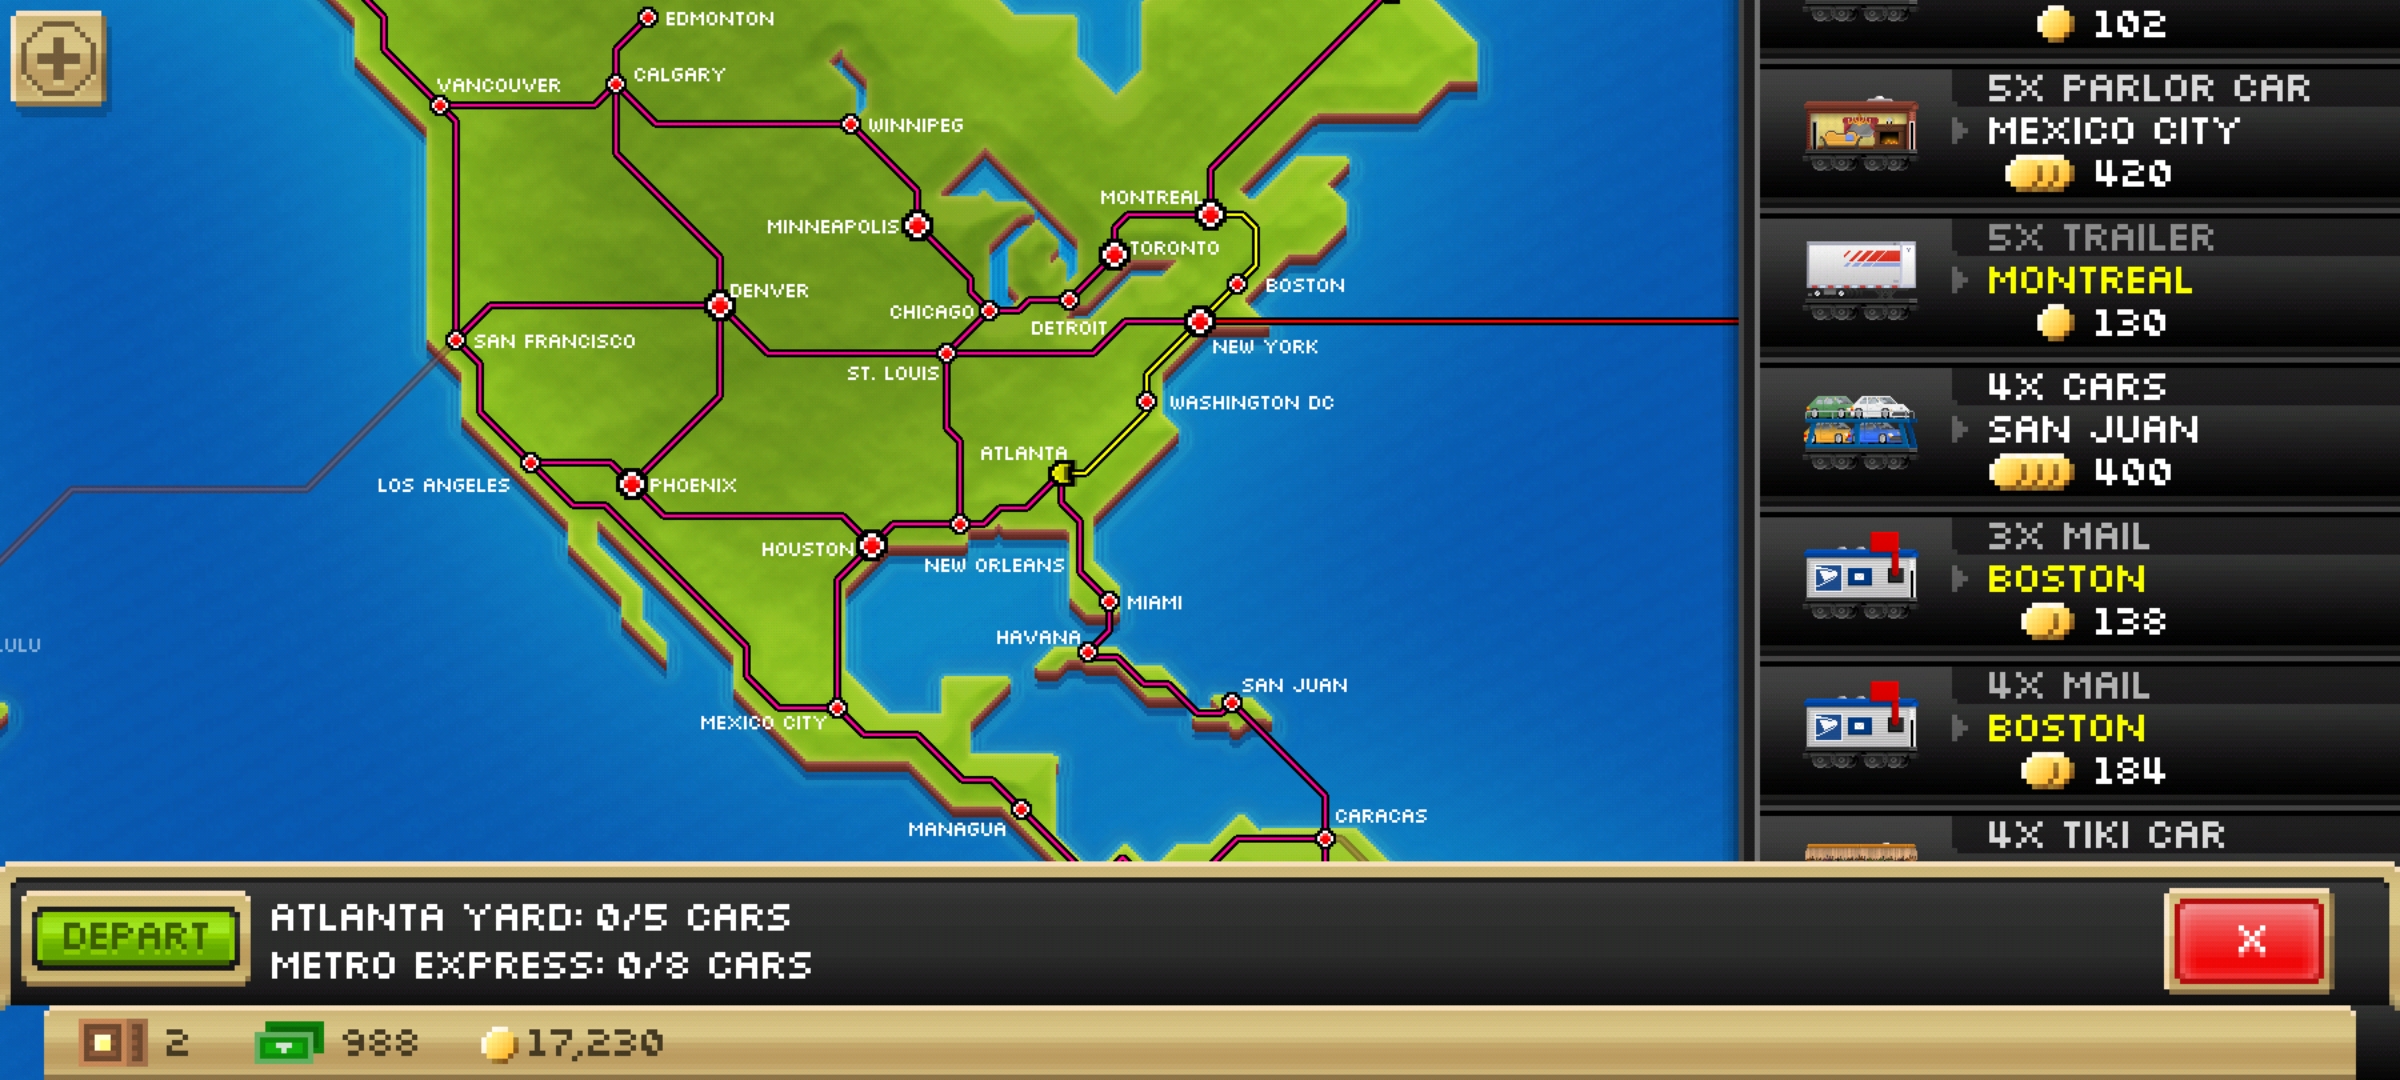 EDMONTON
CALGARY
VANCOUVER
WINNIPEG
MONTREAL
MINNEAPOLIS
TORONTO
DENVER
BOSTON
CHICAGO
DETROIT
SAN FRANCISCO
NEW YORK
ST. LOUIS
WASHINGTON DC
ATLANTA
LOS ANGELES
PHOENIX
HOUSTON
NEW ORLEANS
MIAMI
HAVANA
LULU
SAN JUAN
MEXICO CITY
CARACAS
MANAGUA
102
5X PARLOR CAR
MEXICO CITY
420
5X TRAILER
MONTREAL
130
4X CARS
SAN JUAN
400
3X MAIL
BOSTON
138
4X MAIL
BOSTON
184
4X TIKI CAR
DEPART
ATLANTA YARD: 0/5 CARS
METRO EXPRESS: 0/8 CARS
X
2
988
17,230